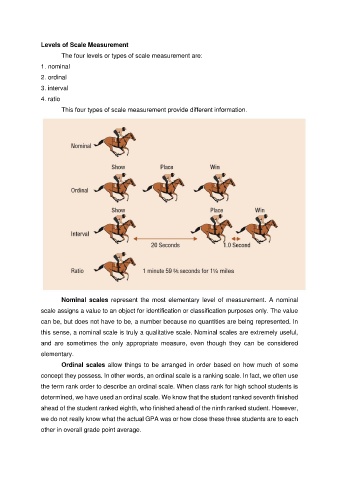 Levels of Scale Measurement
The four levels or types of scale measurement are:
1. nominal
2. ordinal
3. interval
4. ratio
This four types of scale measurement provide different information.
Nominal
Show Place Win
Ordinal
Show Place Win
Interval
20 Seconds 1.0 Second
Ratio 1 minute 59 ⅖ seconds for 1¼ miles
Nominal scales represent the most elementary level of measurement. A nominal
scale assigns a value to an object for identification or classification purposes only. The value
can be, but does not have to be, a number because no quantities are being represented. In
this sense, a nominal scale is truly a qualitative scale. Nominal scales are extremely useful,
and are sometimes the only appropriate measure, even though they can be considered
elementary.
Ordinal scales allow things to be arranged in order based on how much of some
concept they possess. In other words, an ordinal scale is a ranking scale. In fact, we often use
the term rank order to describe an ordinal scale. When class rank for high school students is
determined, we have used an ordinal scale. We know that the student ranked seventh finished
ahead of the student ranked eighth, who finished ahead of the ninth ranked student. However,
we do not really know what the actual GPA was or how close these three students are to each
other in overall grade point average.